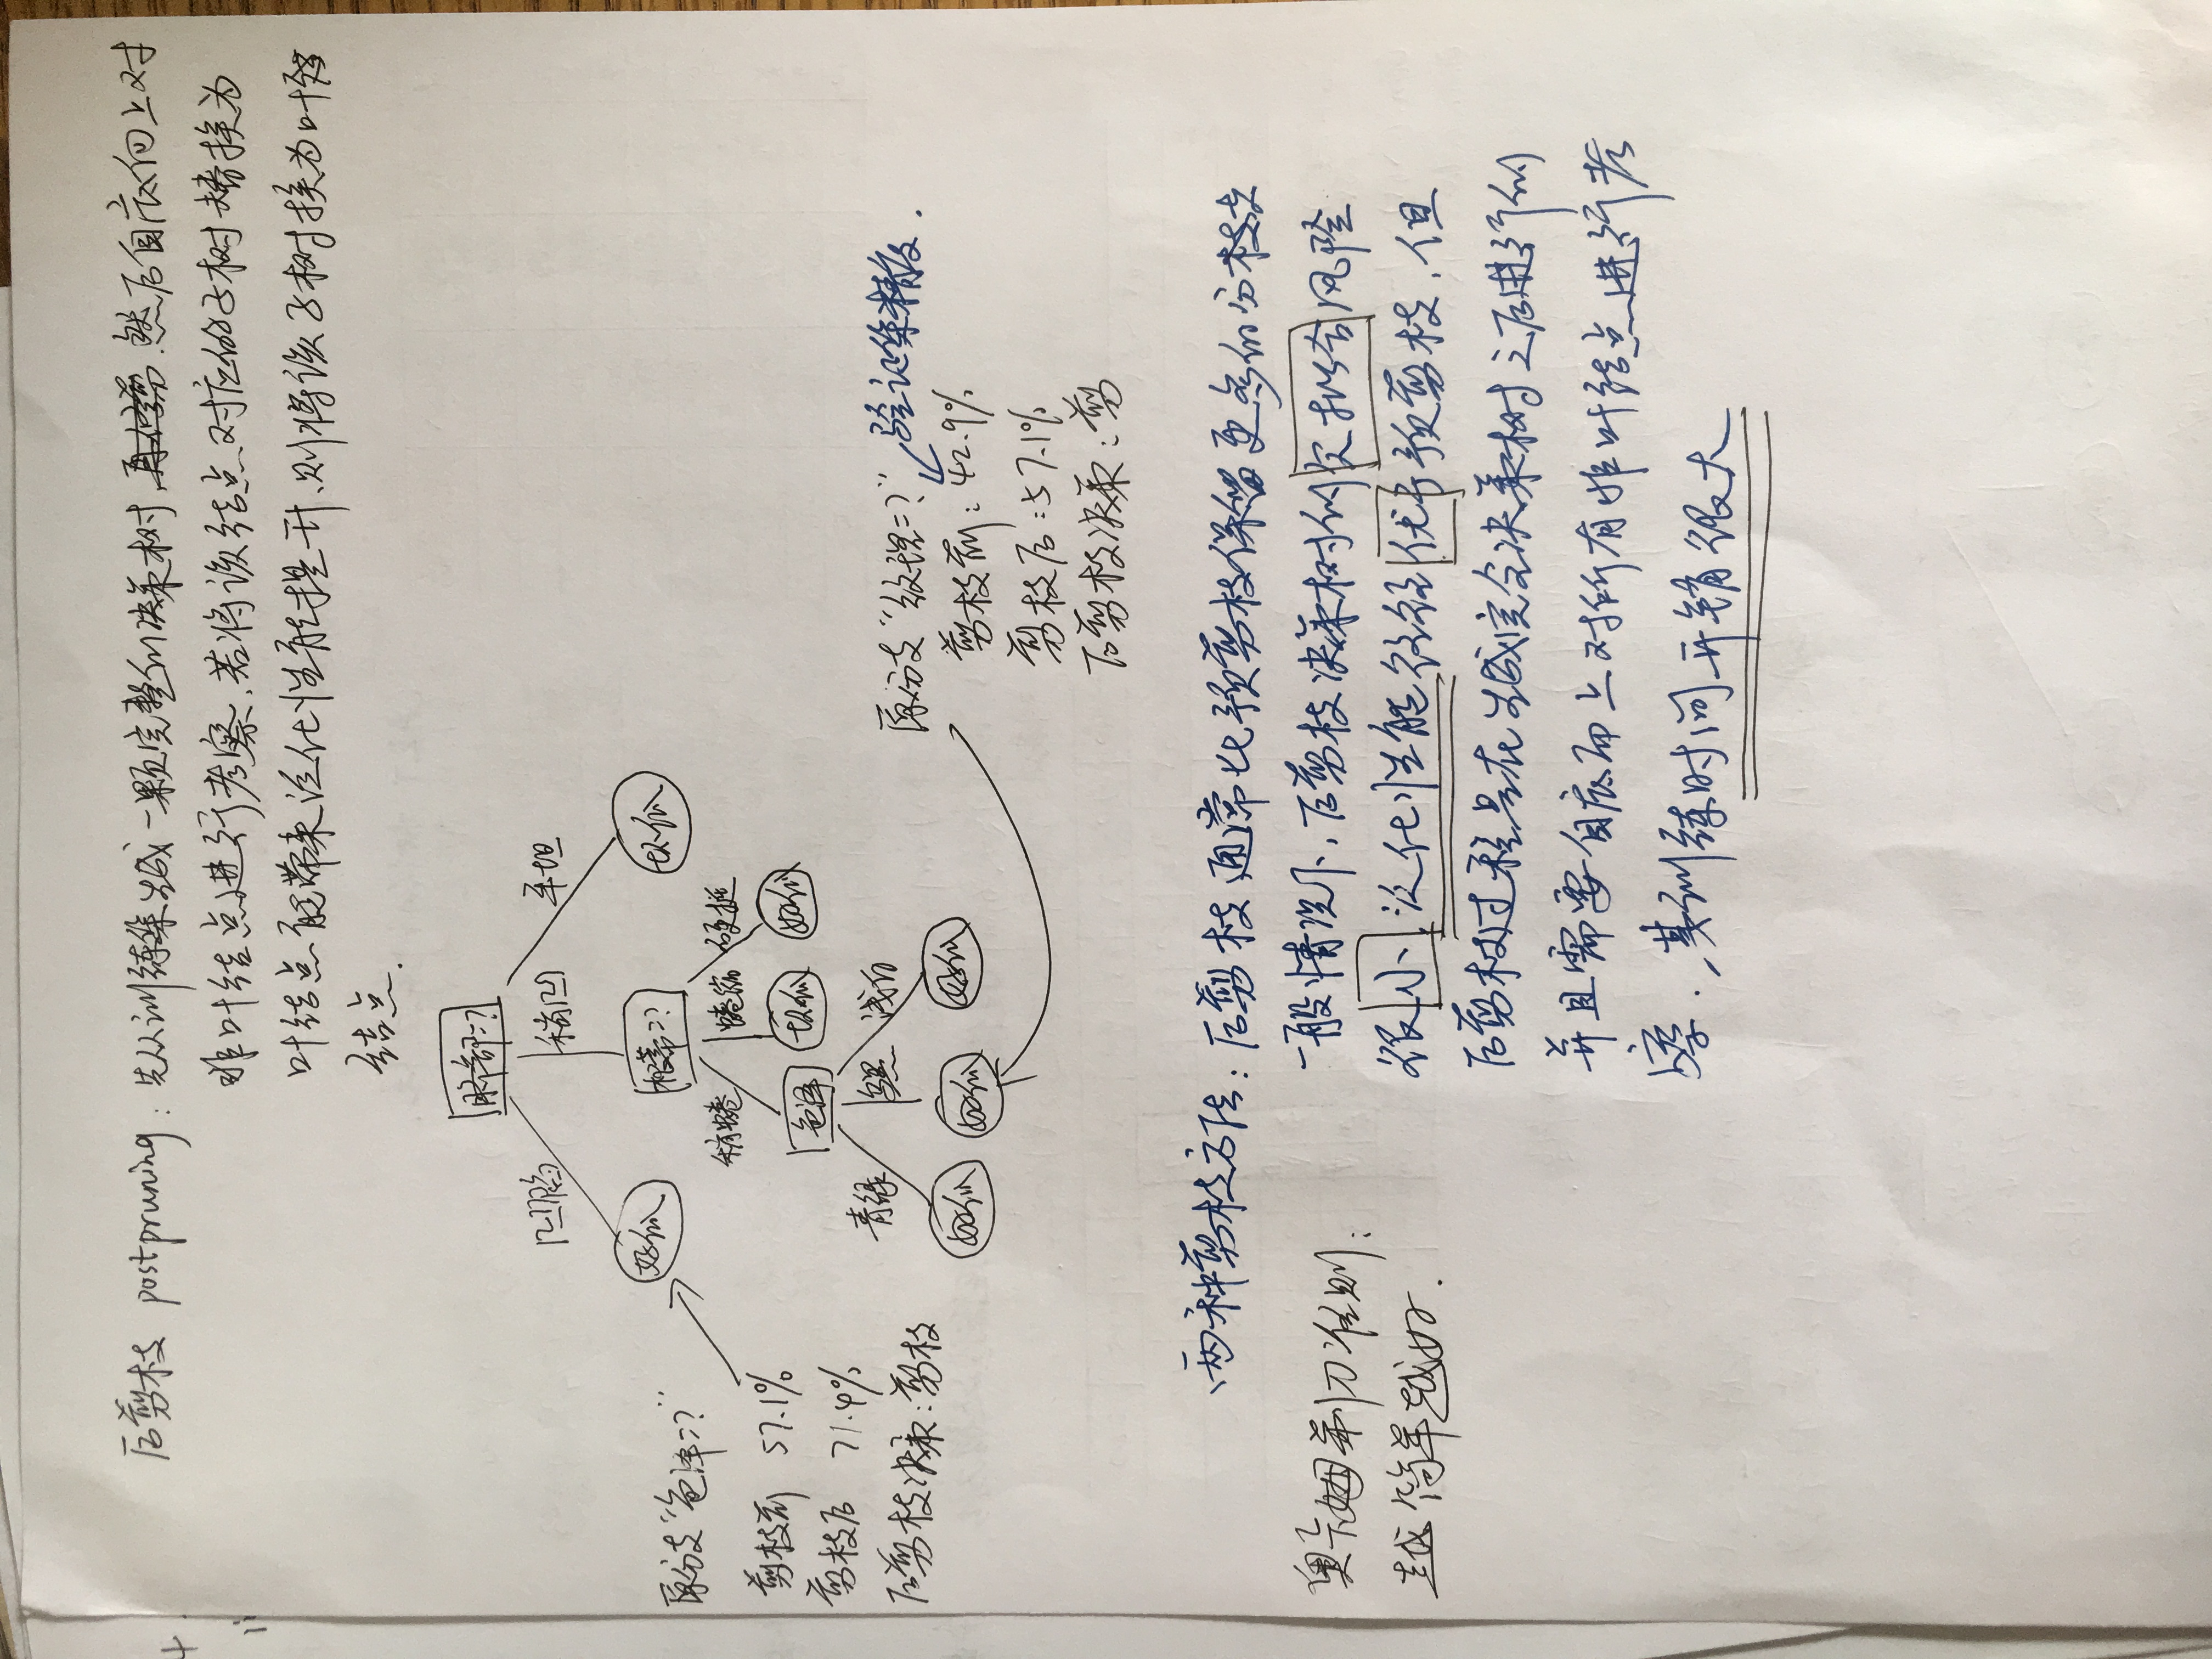 后剪枝 postpruning: 先从训练集生成一颗完整的决策树,然后自底向上对
非叶结点进行考察,若将该结点对应的子树替换为
叶结点能带来泛化性能提升,则将该子树换为叶
结点.
脐部=?
凹陷 稍凹 平坦
好瓜 根蒂=? 坏瓜
原分支“色泽=?”
剪枝前 57.1%
剪枝后 71.4%
后剪枝决策:剪枝
稍蜷 蜷缩 硬挺
色泽 坏瓜 好瓜
青绿 乌黑 浅白
好瓜 好瓜 好瓜
原分支“纹理=?” 验证集精度.
剪枝前:42.9%
剪枝后:57.1%
后剪枝决策:剪
两种剪枝方法:后剪枝通常比预剪枝保留更多的分枝
一般情况下,后剪枝决策树的欠拟合风险
很小,泛化性能往往优于预剪枝,但
后剪枝过程是在生成完全决策树之后进行的
并且需要自底而上对所有非叶结点进行考
察.其训练时间开销很大
奥卡姆剃刀准则:
越简单越好.